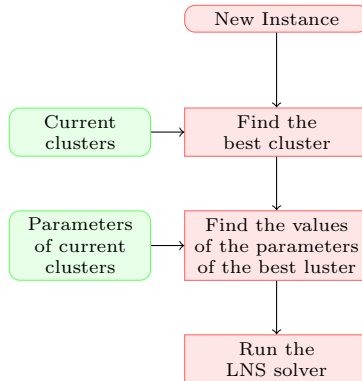 New Instance
Current
clusters
Find the
best cluster
Parameters
of current
clusters
Find the values
of the parameters
of the best luster
Run the
LNS solver